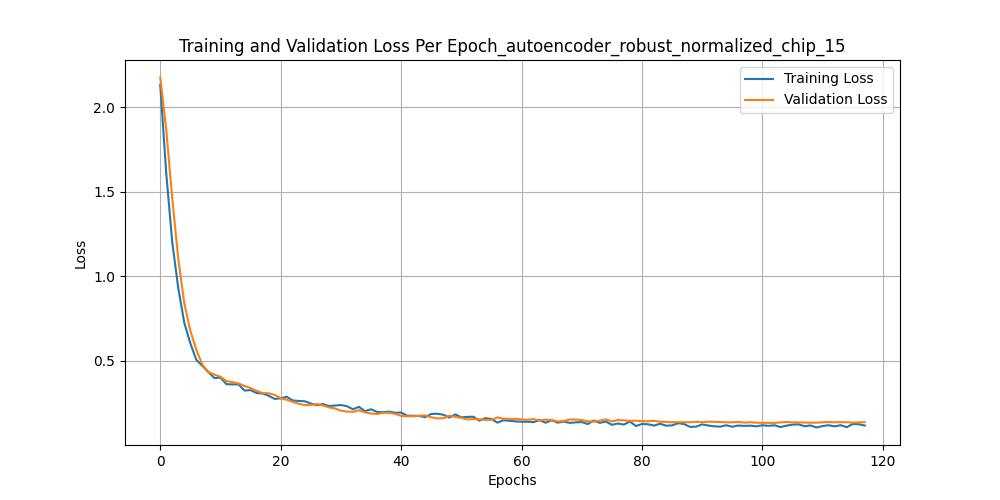 Training and Validation Loss Per Epoch_autoencoder_robust_normalized_chip_15
Training Loss
Validation Loss
2.0
1.5
1.0
0.5
Loss
0 20 40 60 80 100 120
Epochs